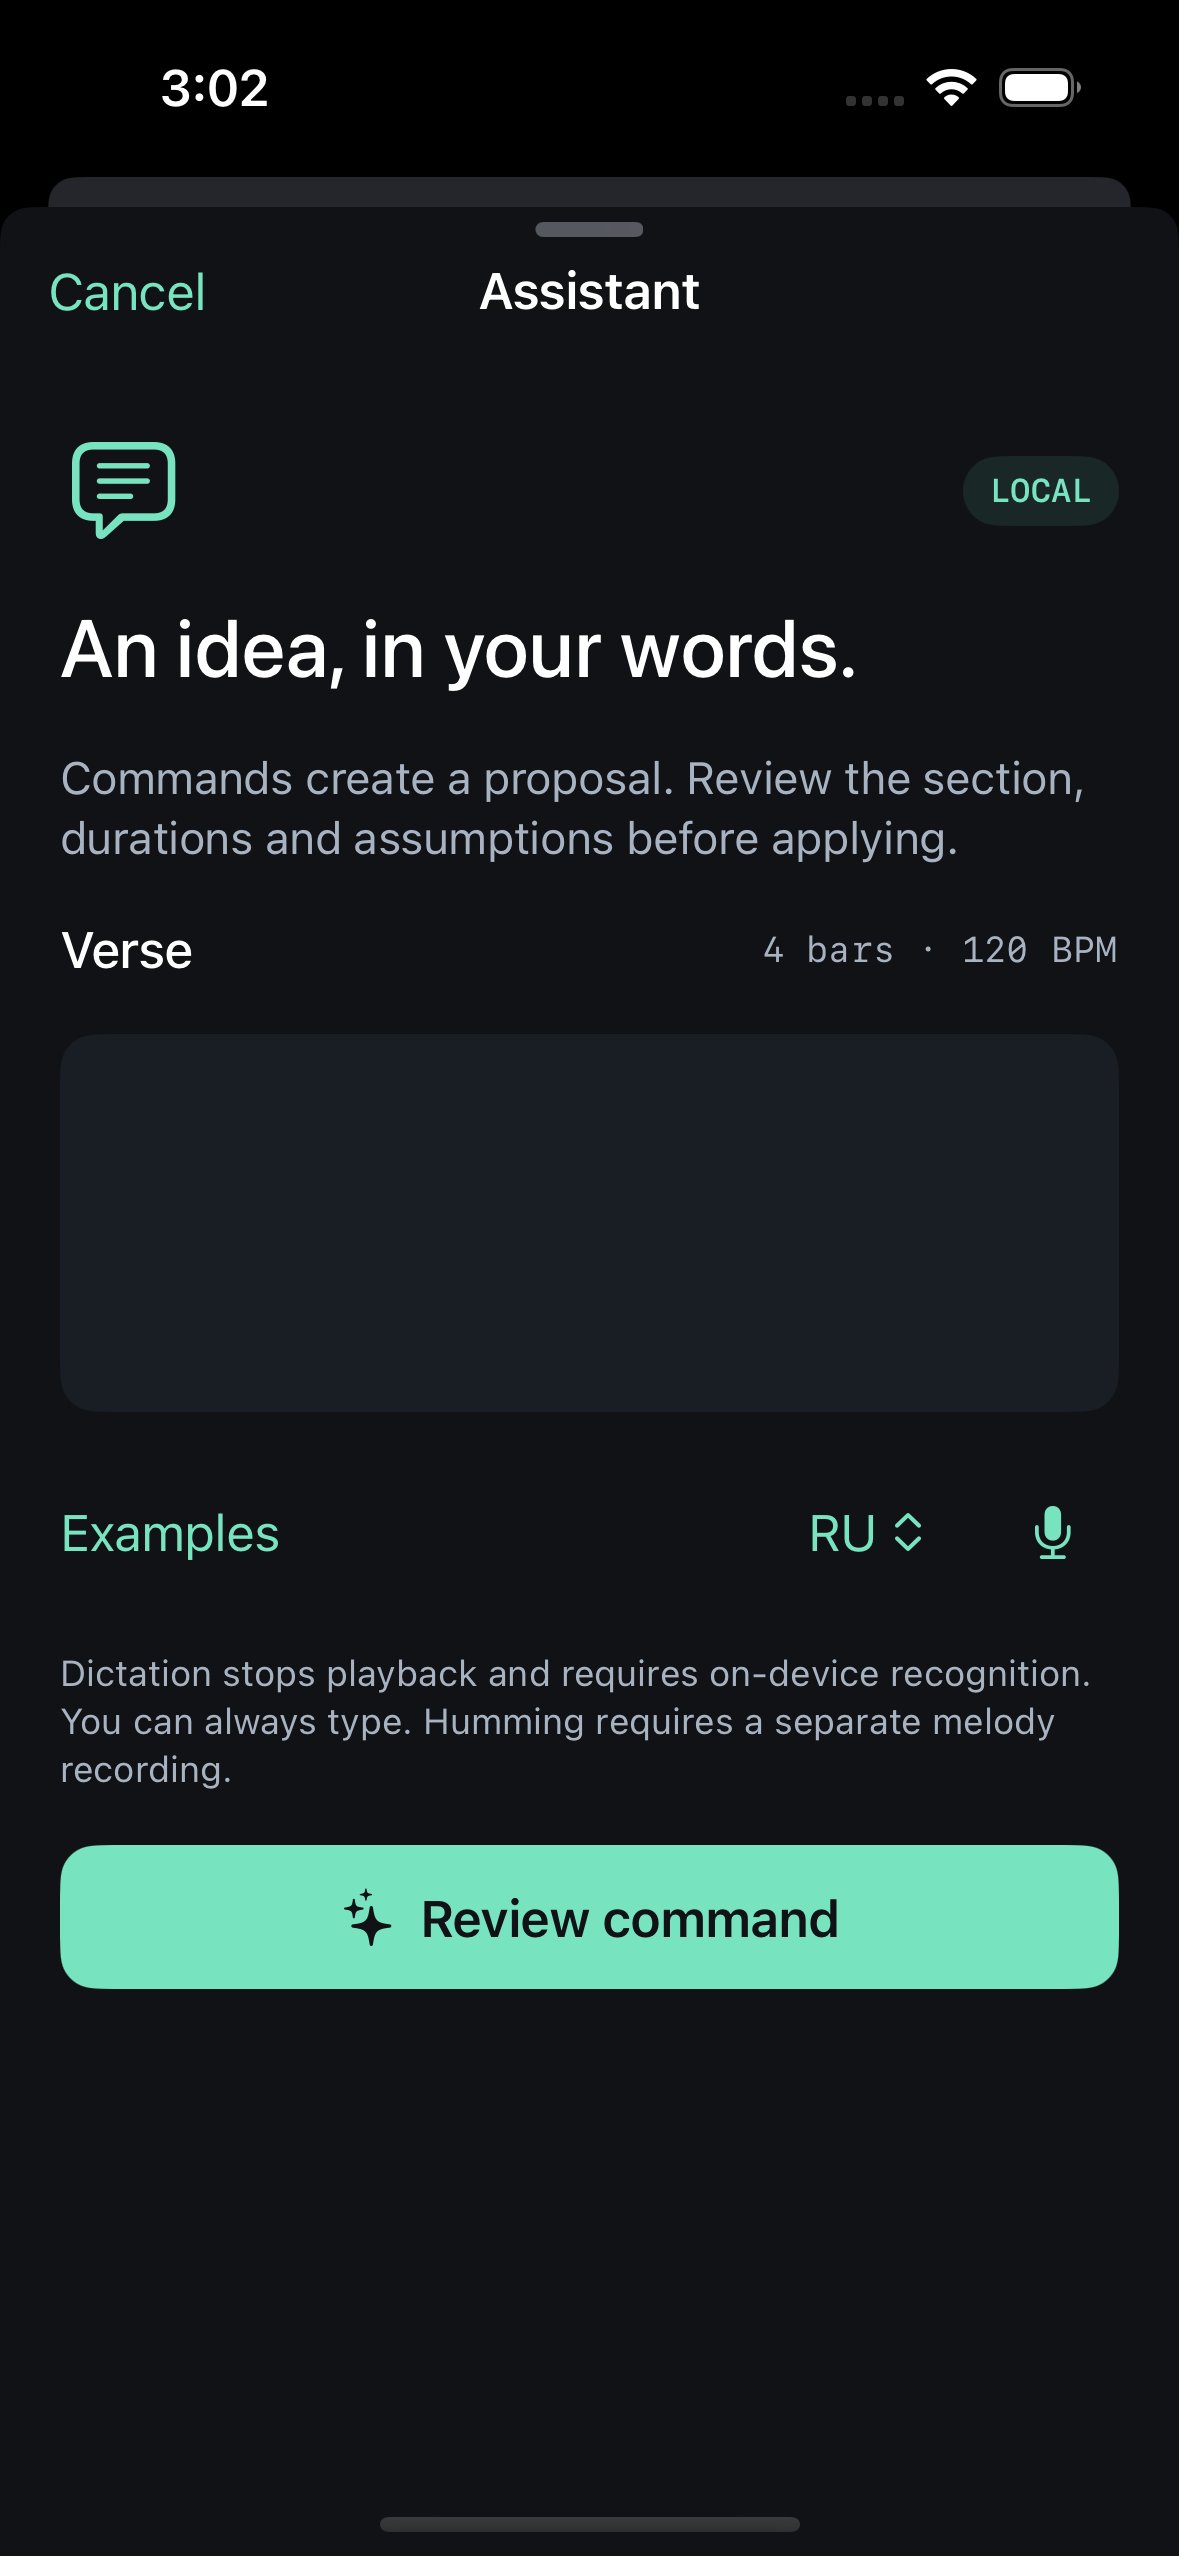 3:02
Cancel
Assistant
LOCAL
An idea, in your words.
Commands create a proposal. Review the section,
durations and assumptions before applying.
Verse
4 bars · 120 BPM
Examples
RU
Dictation stops playback and requires on-device recognition.
You can always type. Humming requires a separate melody
recording.
Review command